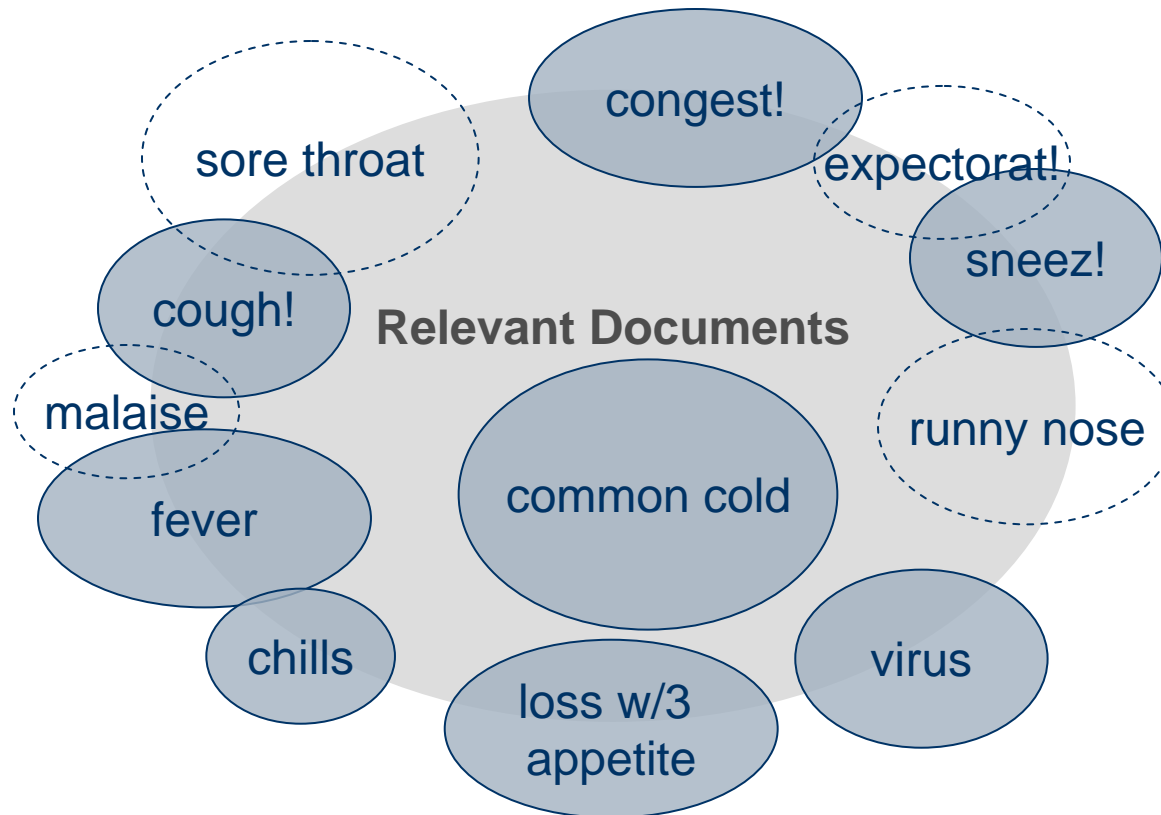 congest!
sore throat
expectorat!
sneez!
cough!
Relevant Documents
malaise
runny nose
common cold
fever
chills
virus
loss w/3
appetite